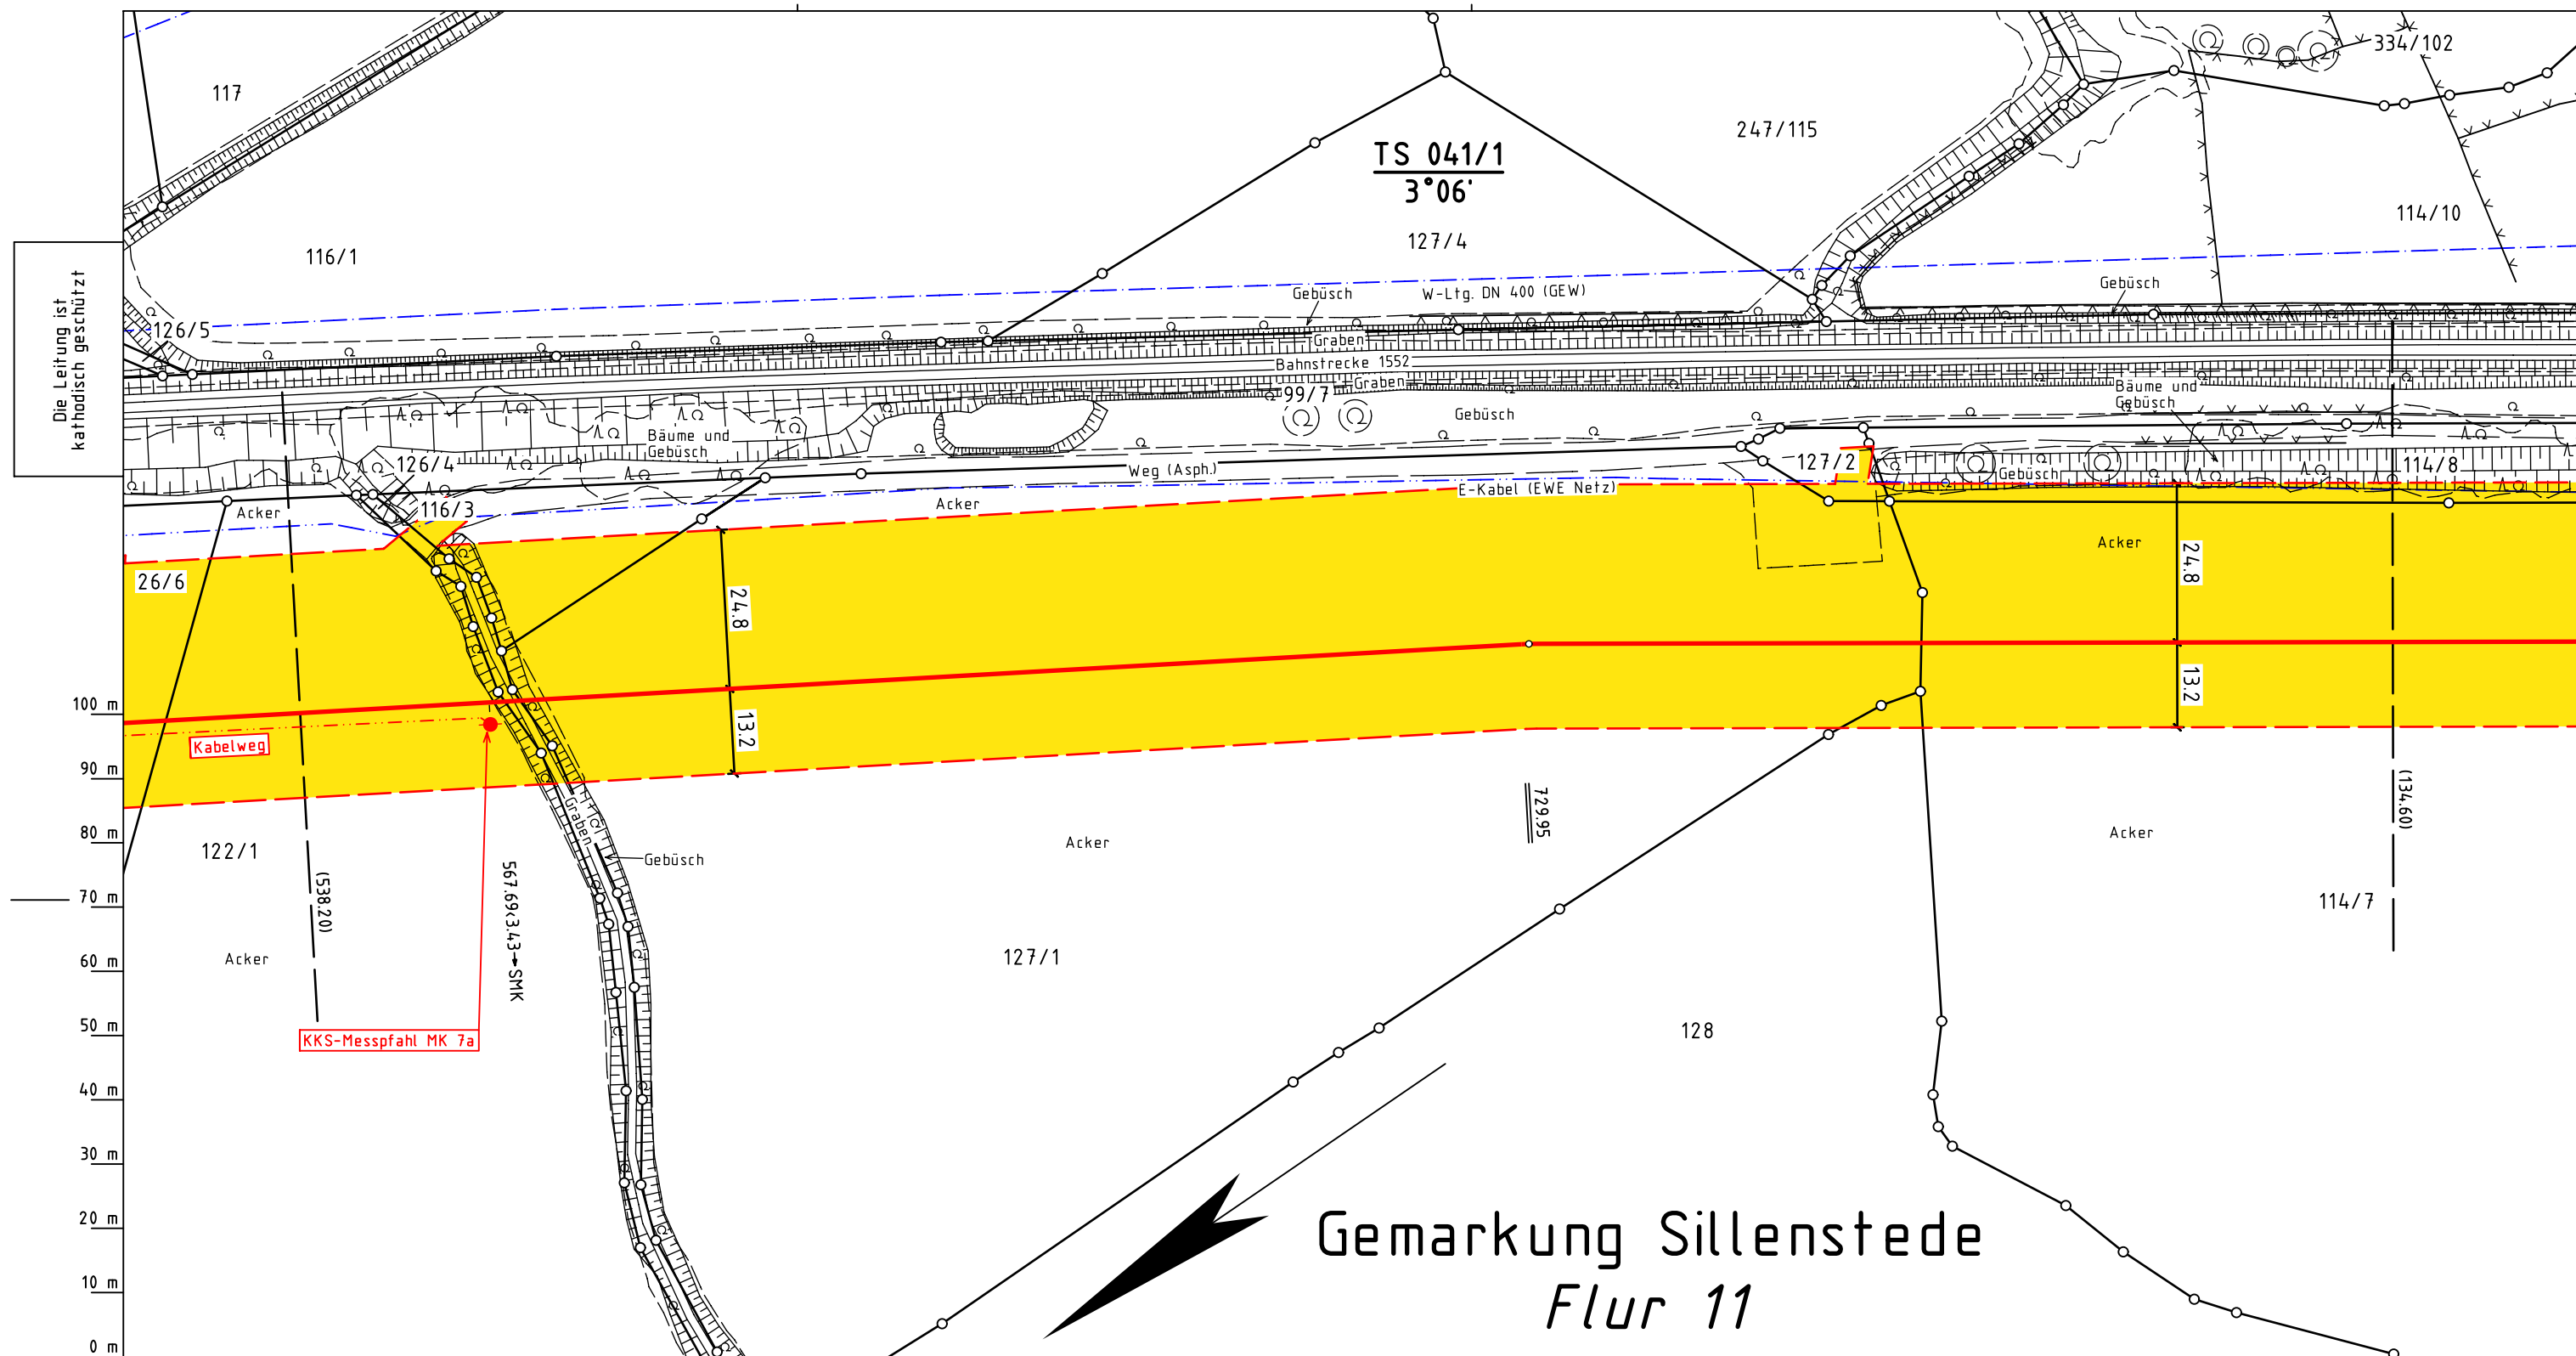 117
334/102
247/115
TS 041/1
3°06'
114/10
127/4
116/1
Die Leitung ist
kathodisch geschützt
Gebüsch
W-Ltg. DN 400 (GEW)
Gebüsch
126/5
Graben
Bahnstrecke 1552
Graben
99/7
Gebüsch
Bäume und
Gebüsch
Bäume und
Gebüsch
126/4
Weg (Asph.)
127/2
Gebüsch
114/8
E-Kabel (EWE Netz)
116/3
Acker
Acker
Acker
26/6
24.8
24.8
13.2
13.2
100 m
Kabelweg
90 m
Graben
729.95
(134.60)
80 m
122/1
Gebüsch
Acker
Acker
(538.20)
567.69‹3.43→SMK
70 m
114/7
60 m
Acker
127/1
50 m
KKS-Messpfahl MK 7a
128
40 m
30 m
20 m
Gemarkung Sillenstede
10 m
Flur 11
0 m